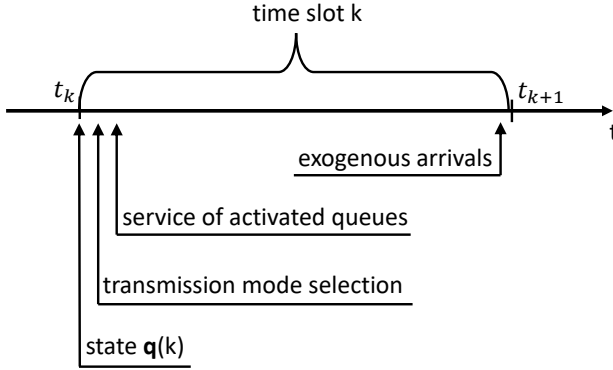 time slot k
t_k
t_{k+1}
t
exogenous arrivals
service of activated queues
transmission mode selection
state q(k)